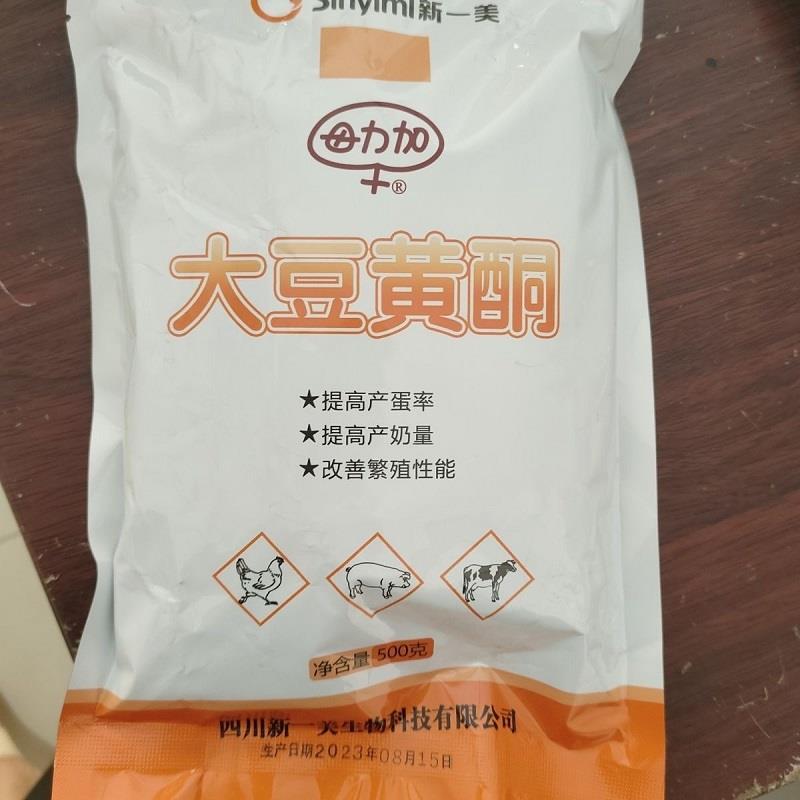 Sinyimi新一美
母力加
®
大豆黄酮
★提高产蛋率
★提高产奶量
★改善繁殖性能
净含量 500克
四川新一美生物科技有限公司
生产日期2023年08月15日